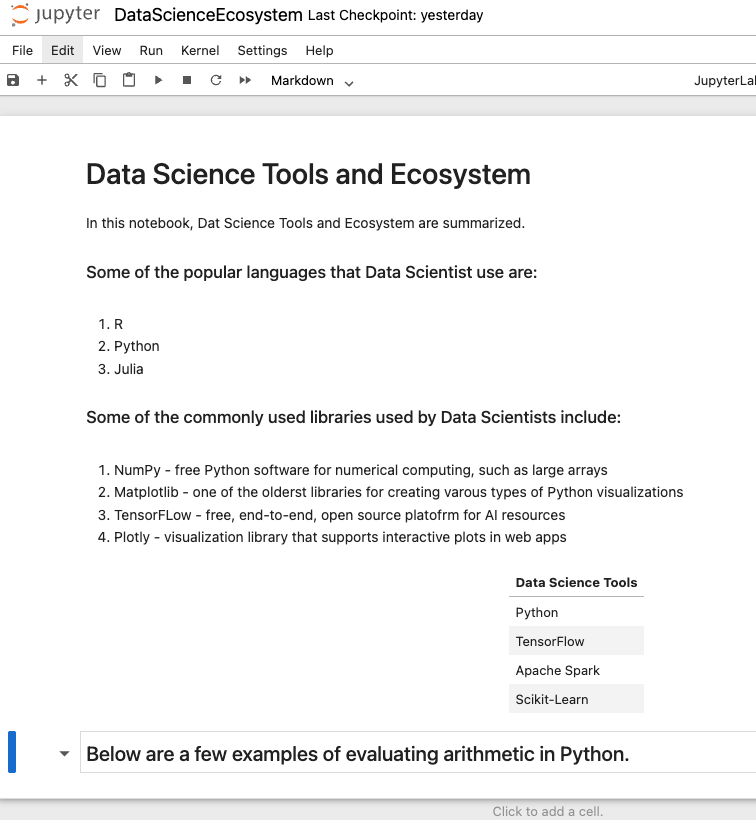 jupyter DataScienceEcosystem Last Checkpoint: yesterday
File Edit View Run Kernel Settings Help
Markdown
Data Science Tools and Ecosystem
In this notebook, Dat Science Tools and Ecosystem are summarized.
Some of the popular languages that Data Scientist use are:
1. R
2. Python
3. Julia
Some of the commonly used libraries used by Data Scientists include:
1. NumPy - free Python software for numerical computing, such as large arrays
2. Matplotlib - one of the olderst libraries for creating varous types of Python visualizations
3. TensorFLow - free, end-to-end, open source platofrm for AI resources
4. Plotly - visualization library that supports interactive plots in web apps
Data Science Tools
Python
TensorFlow
Apache Spark
Scikit-Learn
Below are a few examples of evaluating arithmetic in Python.
Click to add a cell.